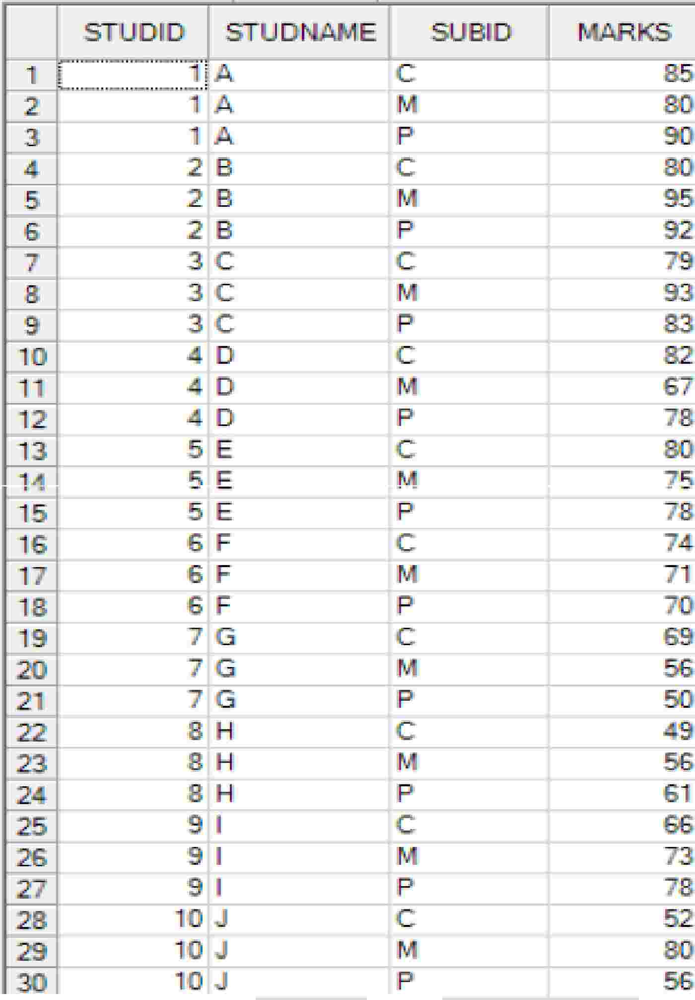 STUDID STUDNAME SUBID MARKS
1 1 A C 85
2 1 A M 80
3 1 A P 90
4 2 B C 80
5 2 B M 95
6 2 B P 92
7 3 C C 79
8 3 C M 93
9 3 C P 83
10 4 D C 82
11 4 D M 67
12 4 D P 78
13 5 E C 80
14 5 E M 75
15 5 E P 78
16 6 F C 74
17 6 F M 71
18 6 F P 70
19 7 G C 69
20 7 G M 56
21 7 G P 50
22 8 H C 49
23 8 H M 56
24 8 H P 61
25 9 I C 66
26 9 I M 73
27 9 I P 78
28 10 J C 52
29 10 J M 80
30 10 J P 56